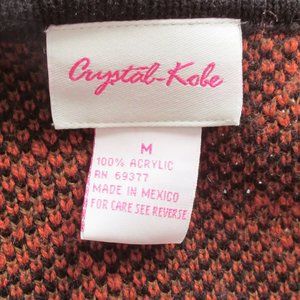 Crystal-Kobe
M
100% ACRYLIC
RN 69377
MADE IN MEXICO
FOR CARE SEE REVERSE